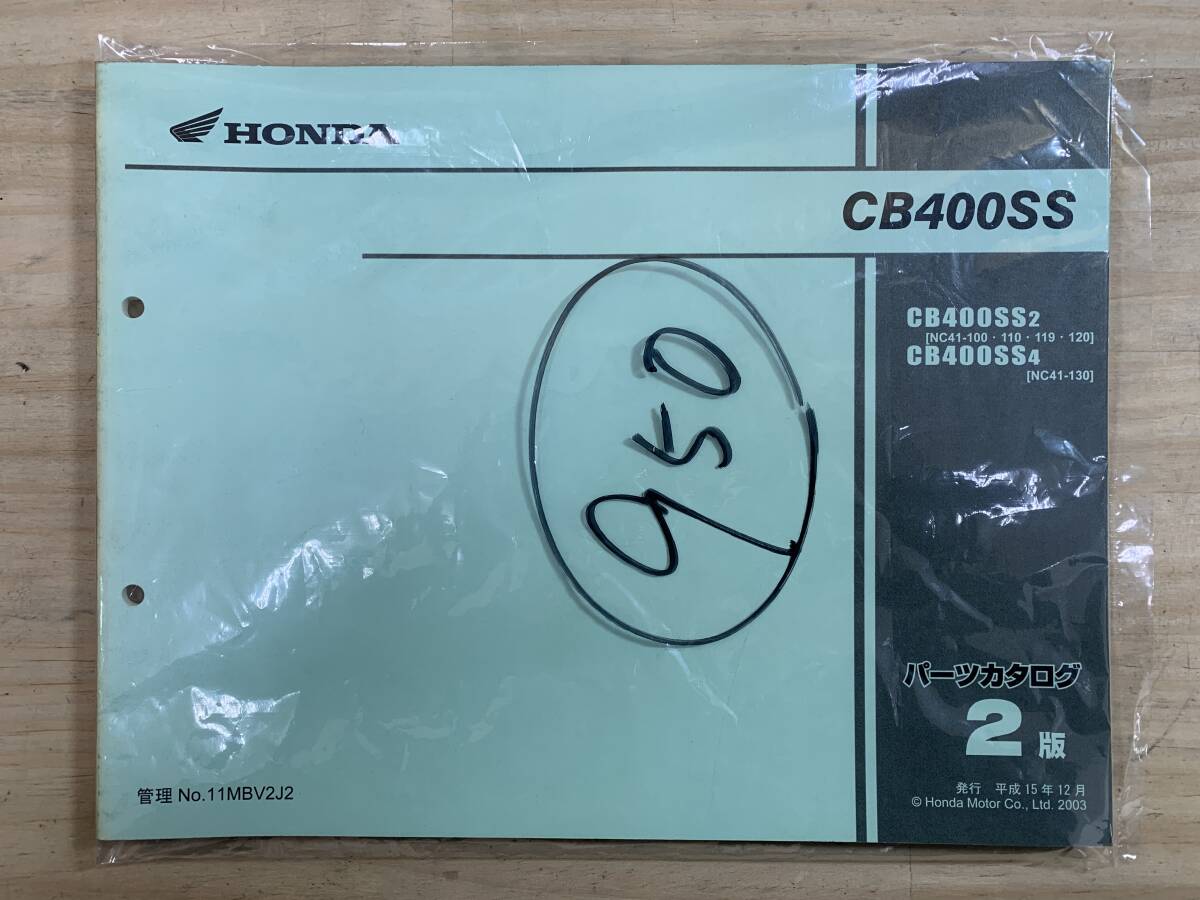 HONDA
CB400SS
CB400SS2
[NC41-100・110・119・120]
CB400SS4
[NC41-130]
950
パーツカタログ
2版
管理 No.11MBV2J2
発行 平成15年12月
© Honda Motor Co., Ltd. 2003